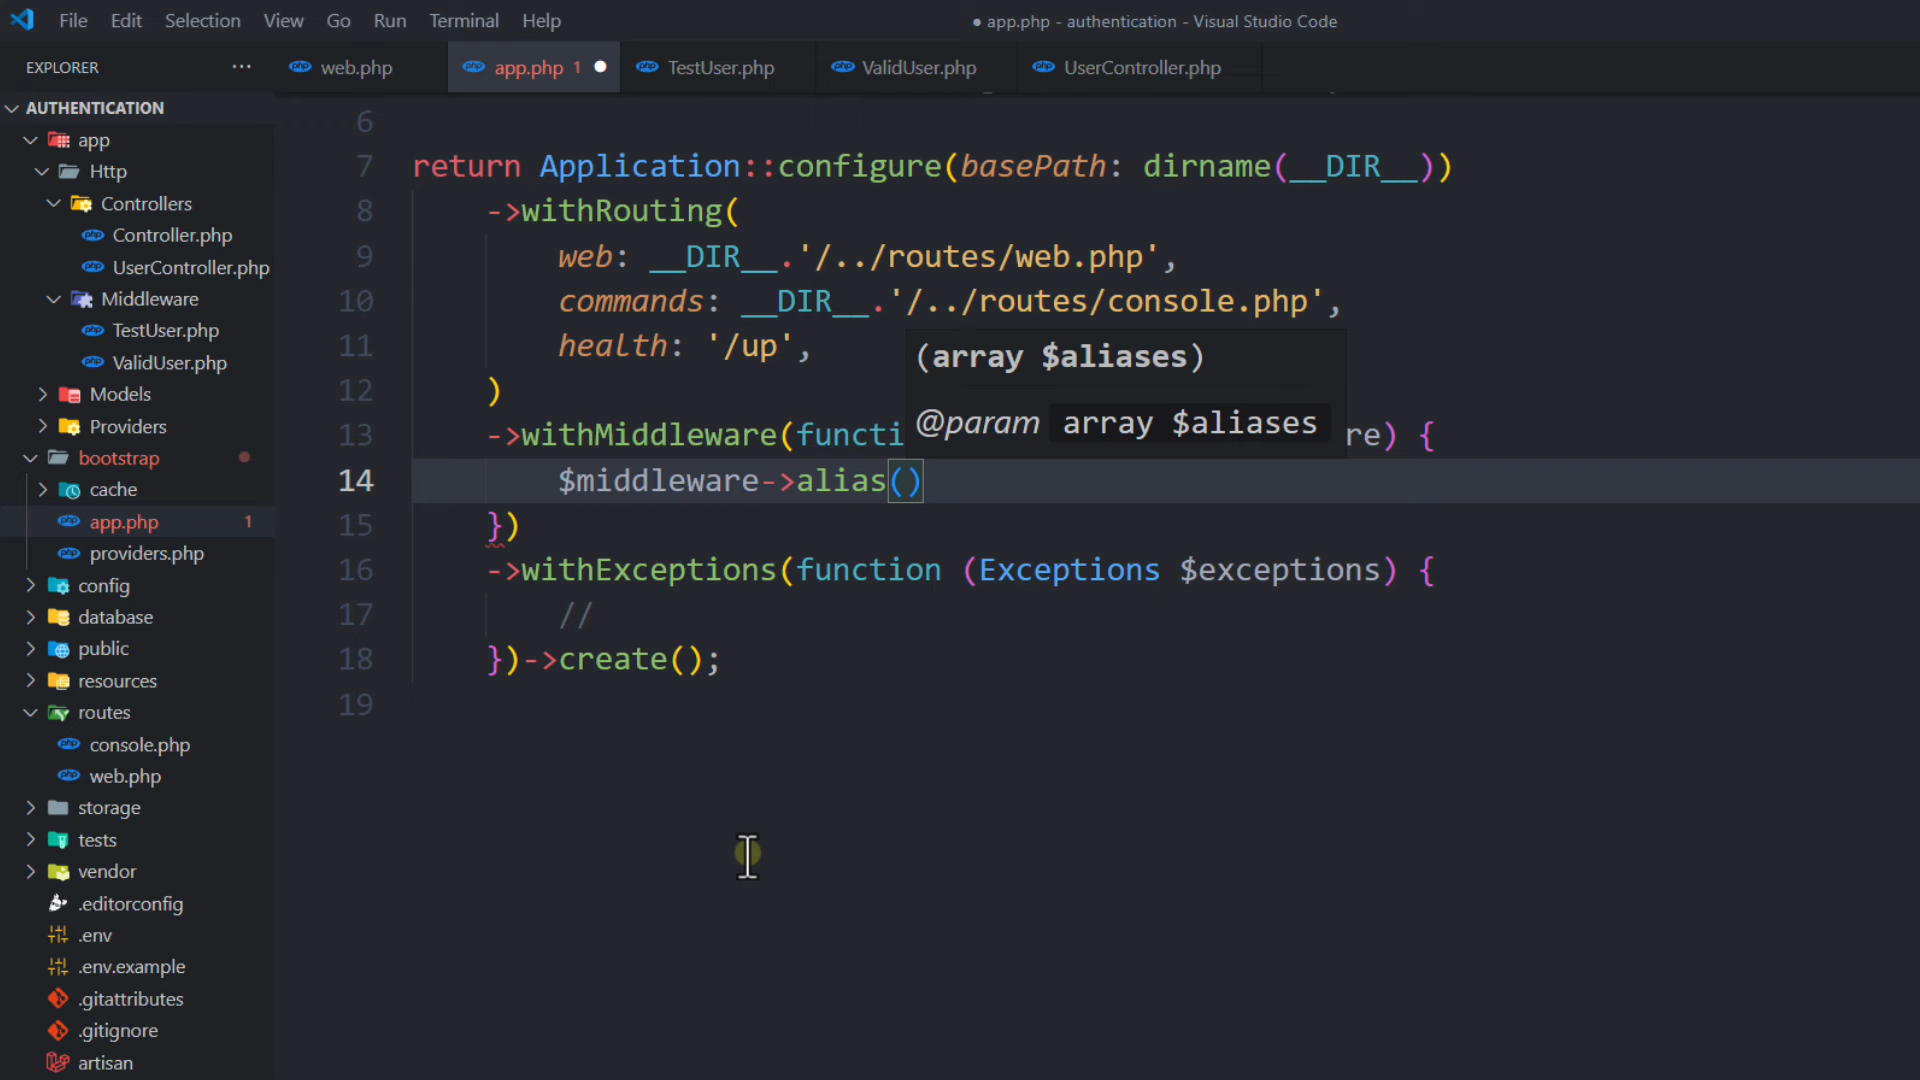 File Edit Selection View Go Run Terminal Help
● app.php - authentication - Visual Studio Code
EXPLORER ···
web.php
app.php 1 ●
TestUser.php
ValidUser.php
UserController.php
AUTHENTICATION
app
Http
Controllers
Controller.php
UserController.php
Middleware
TestUser.php
ValidUser.php
Models
Providers
bootstrap
cache
app.php 1
providers.php
config
database
public
resources
routes
console.php
web.php
storage
tests
vendor
.editorconfig
.env
.env.example
.gitattributes
.gitignore
artisan
6
7 return Application::configure(basePath: dirname(__DIR__))
8 ->withRouting(
9 web: __DIR__.'/../routes/web.php',
10 commands: __DIR__.'/../routes/console.php',
11 health: '/up',
(array $aliases)
12 )
@param array $aliases
13 ->withMiddleware(functi re) {
14 $middleware->alias()
15 })
16 ->withExceptions(function (Exceptions $exceptions) {
17 //
18 })->create();
19